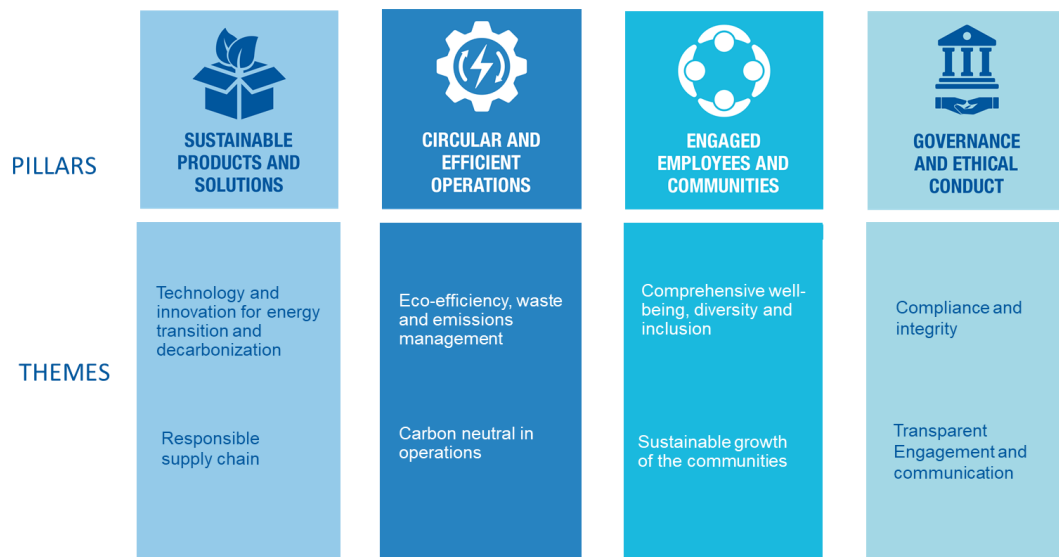 PILLARS
SUSTAINABLE
PRODUCTS AND
SOLUTIONS
CIRCULAR AND
EFFICIENT
OPERATIONS
ENGAGED
EMPLOYEES AND
COMMUNITIES
GOVERNANCE
AND ETHICAL
CONDUCT
THEMES
Technology and
innovation for energy
transition and
decarbonization
Responsible
supply chain
Eco-efficiency, waste
and emissions
management
Carbon neutral in
operations
Comprehensive well-
being, diversity and
inclusion
Sustainable growth
of the communities
Compliance and
integrity
Transparent
Engagement and
communication